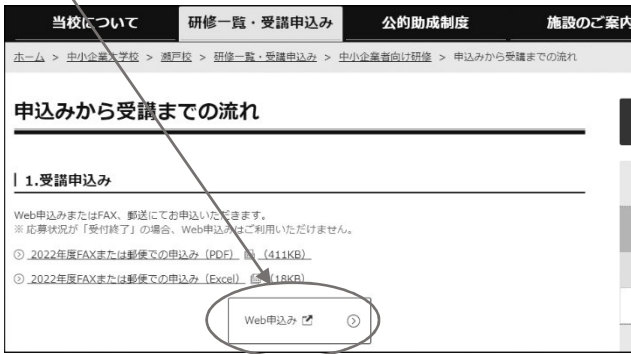 当校について 研修一覧・受講申込み 公的助成制度 施設のご案内
ホーム > 中小企業大学校 > 瀬戸校 > 研修一覧・受講申込み > 中小企業者向け研修 > 申込みから受講までの流れ
申込みから受講までの流れ
1.受講申込み
Web申込みまたはFAX、郵送にてお申込いただきます。
※ 応募状況が「受付終了」の場合、Web申込みはご利用いただけません。
2022年度FAXまたは郵便での申込み（PDF）（411KB）
2022年度FAXまたは郵便での申込み（Excel）（18KB）
Web申込み